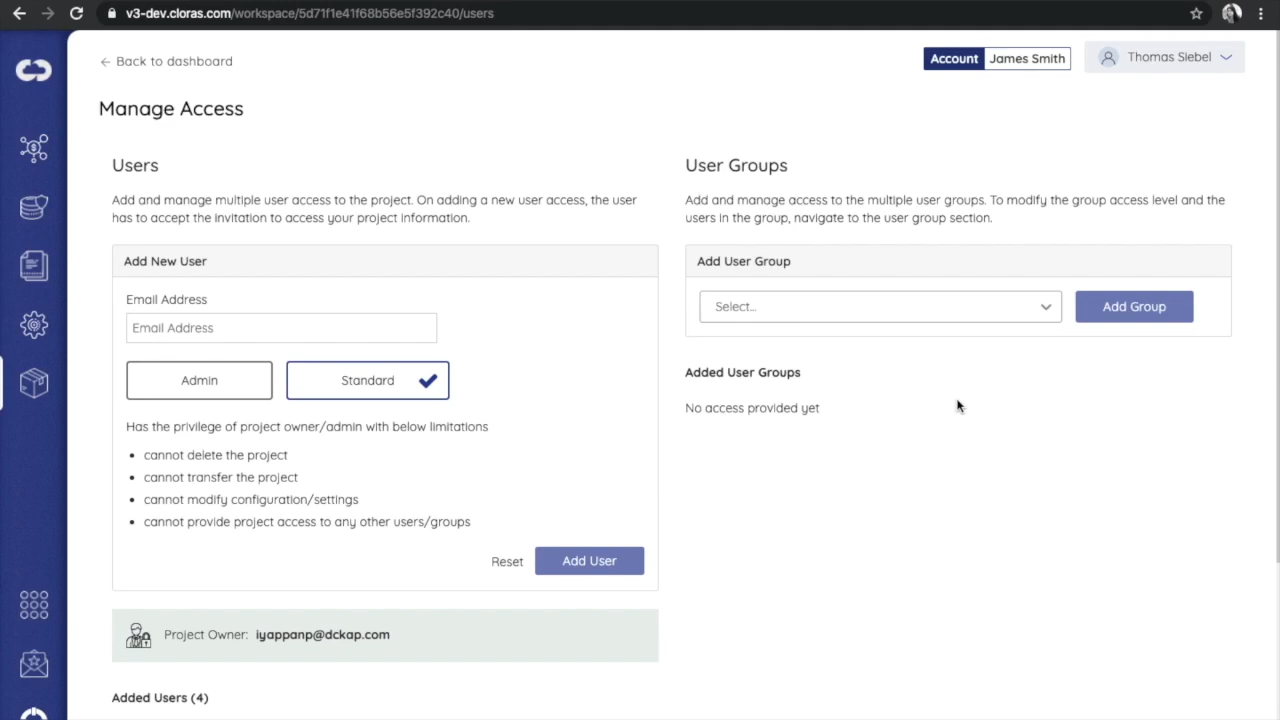 v3-dev.cloras.com/workspace/5d71f1e41f68b56e5f392c40/users
← Back to dashboard
Account James Smith
Thomas Siebel
Manage Access
Users
Add and manage multiple user access to the project. On adding a new user access, the user
has to accept the invitation to access your project information.
Add New User
Email Address
Email Address
Admin
Standard
Has the privilege of project owner/admin with below limitations
• cannot delete the project
• cannot transfer the project
• cannot modify configuration/settings
• cannot provide project access to any other users/groups
Reset
Add User
Project Owner: iyappanp@dckap.com
Added Users (4)
User Groups
Add and manage access to the multiple user groups. To modify the group access level and the
users in the group, navigate to the user group section.
Add User Group
Select...
Add Group
Added User Groups
No access provided yet